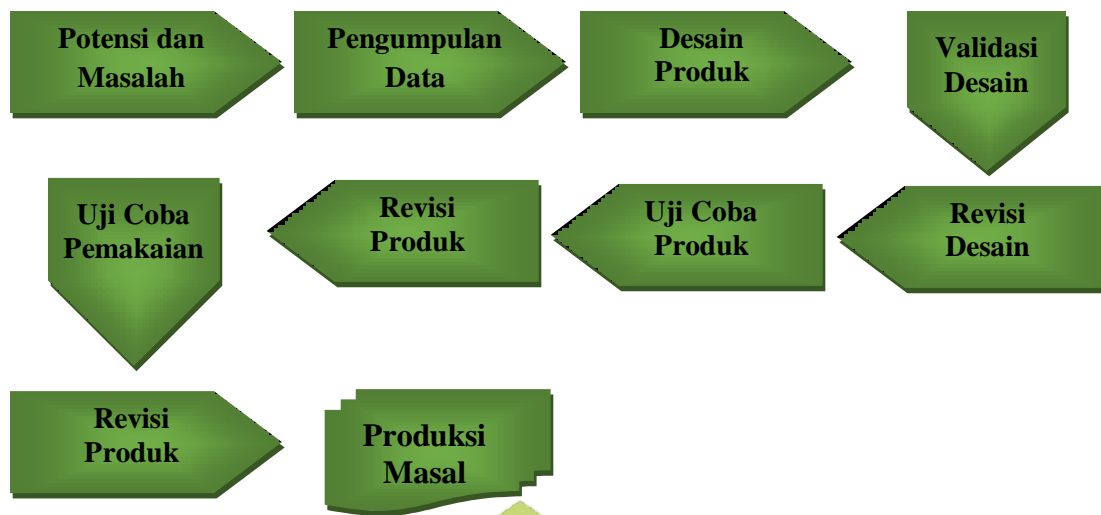 Potensi dan
Masalah
Pengumpulan
Data
Desain
Produk
Validasi
Desain
Revisi
Desain
Uji Coba
Produk
Revisi
Produk
Uji Coba
Pemakaian
Revisi
Produk
Produksi
Masal